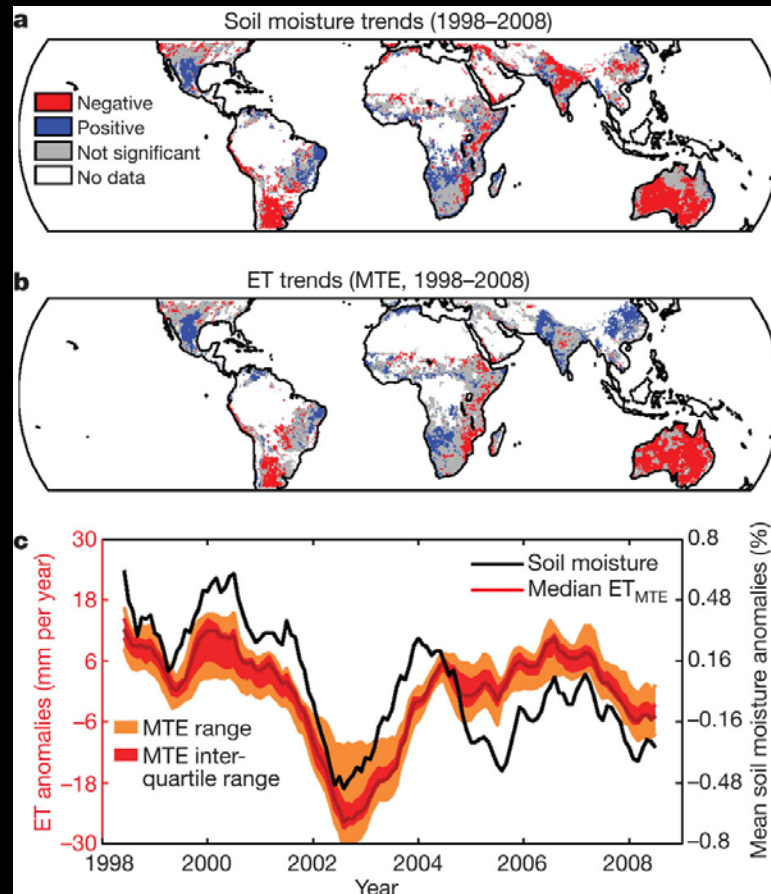 a
Soil moisture trends (1998–2008)
Negative
Positive
Not significant
No data
b
ET trends (MTE, 1998–2008)
c
ET anomalies (mm per year)
30
18
6
−6
−18
−30
Soil moisture
Median ET_MTE
MTE range
MTE inter-
quartile range
0.8
0.48
0.16
−0.16
−0.48
−0.8
Mean soil moisture anomalies (%)
1998
2000
2002
2004
2006
2008
Year